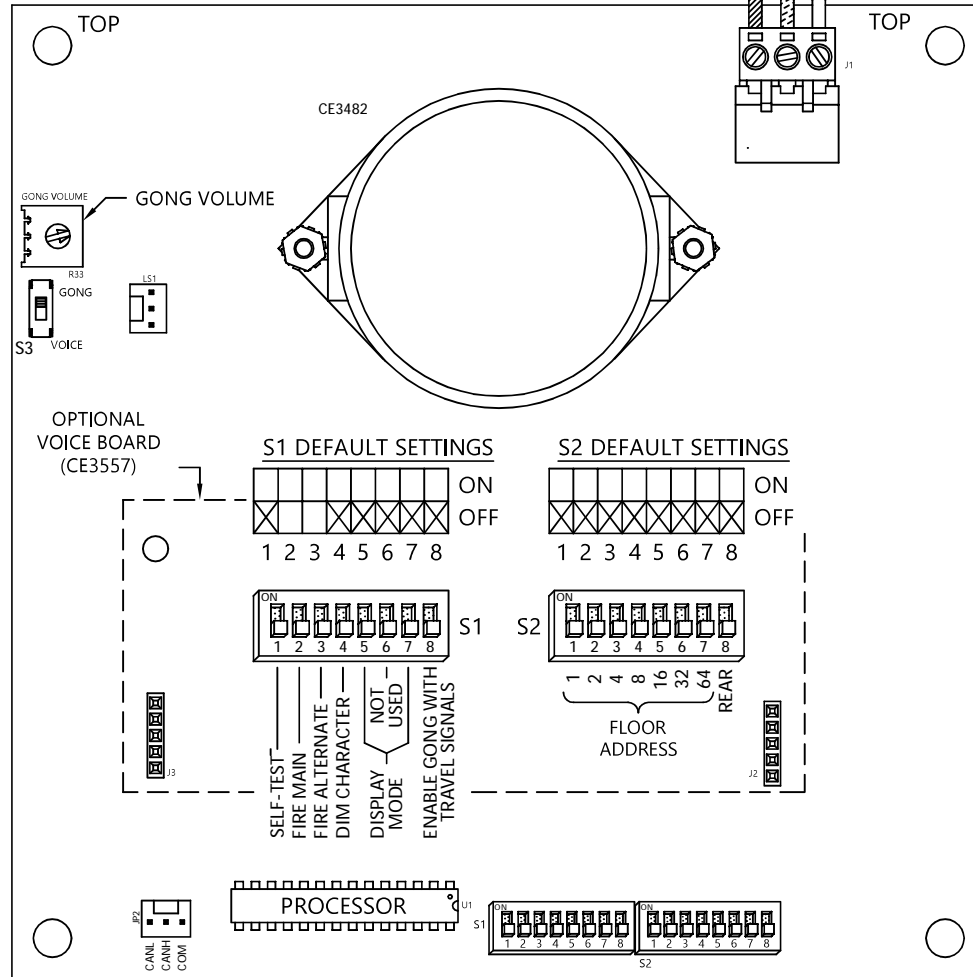 TOP
TOP
J1
CE3482
GONG VOLUME
GONG VOLUME
R33
GONG
LS1
S3
VOICE
OPTIONAL
VOICE BOARD
(CE3557)
S1 DEFAULT SETTINGS
ON
OFF
1 2 3 4 5 6 7 8
S2 DEFAULT SETTINGS
ON
OFF
1 2 3 4 5 6 7 8
ON
1 2 3 4 5 6 7 8
S1
S2
ON
1 2 3 4 5 6 7 8
SELF-TEST
FIRE MAIN
FIRE ALTERNATE
DIM CHARACTER
NOT
USED
DISPLAY
MODE
ENABLE GONG WITH
TRAVEL SIGNALS
1 2 4 8 16 32 64 REAR
FLOOR
ADDRESS
J3
J2
JP2
CANL
CANH
COM
PROCESSOR
U1
S1
ON
1 2 3 4 5 6 7 8
ON
1 2 3 4 5 6 7 8
S2